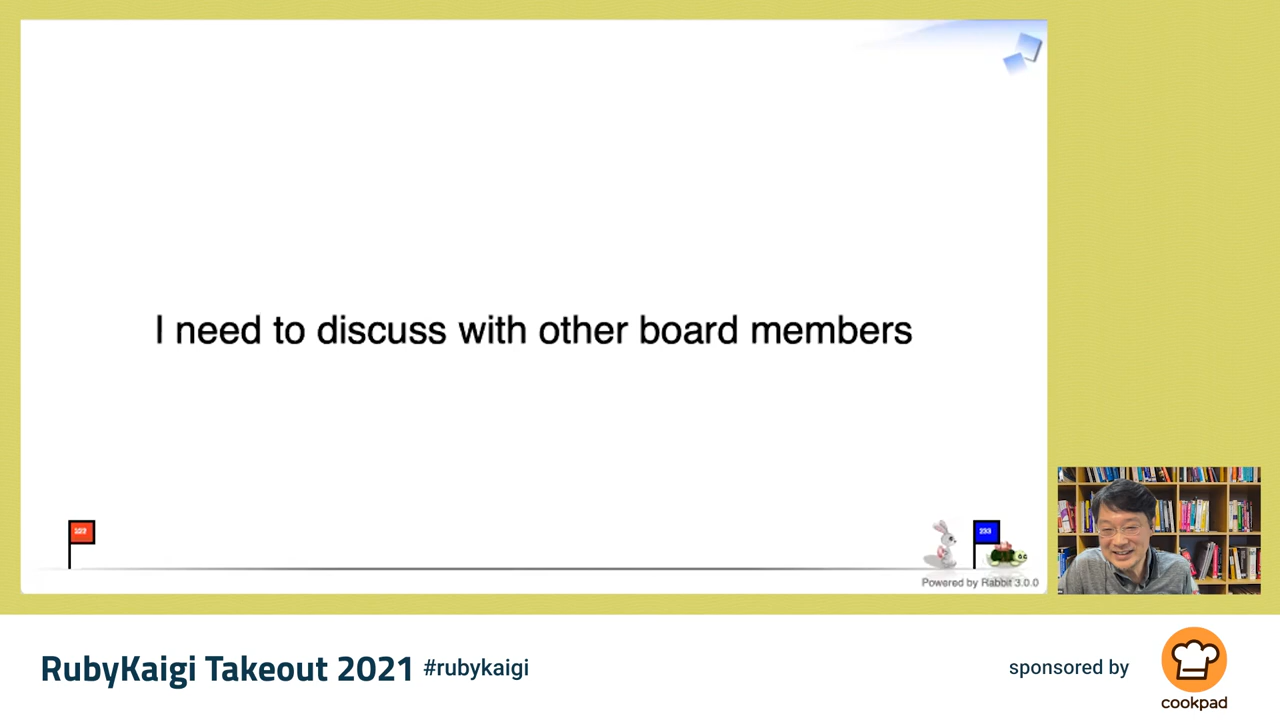 I need to discuss with other board members
233
Powered by Rabbit 3.0.0
RubyKaigi Takeout 2021 #rubykaigi
sponsored by
cookpad